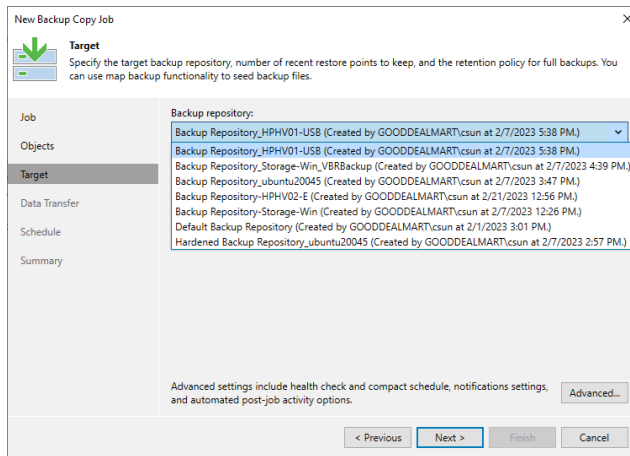 New Backup Copy Job
Target
Specify the target backup repository, number of recent restore points to keep, and the retention policy for full backups. You
can use map backup functionality to seed backup files.
Job
Objects
Target
Data Transfer
Schedule
Summary
Backup repository:
Backup Repository_HPHV01-USB (Created by GOODDEALMART\csun at 2/7/2023 5:38 PM.)
Backup Repository_HPHV01-USB (Created by GOODDEALMART\csun at 2/7/2023 5:38 PM.)
Backup Repository_Storage-Win_VBRBackup (Created by GOODDEALMART\csun at 2/7/2023 4:39 PM.)
Backup Repository_ubuntu20045 (Created by GOODDEALMART\csun at 2/7/2023 3:47 PM.)
Backup Repository-HPHV02-E (Created by GOODDEALMART\csun at 2/21/2023 12:56 PM.)
Backup Repository-Storage-Win (Created by GOODDEALMART\csun at 2/7/2023 12:26 PM.)
Default Backup Repository (Created by GOODDEALMART\csun at 2/1/2023 3:01 PM.)
Hardened Backup Repository_ubuntu20045 (Created by GOODDEALMART\csun at 2/7/2023 2:57 PM.)
Advanced settings include health check and compact schedule, notifications settings,
and automated post-job activity options.
Advanced...
< Previous
Next >
Finish
Cancel